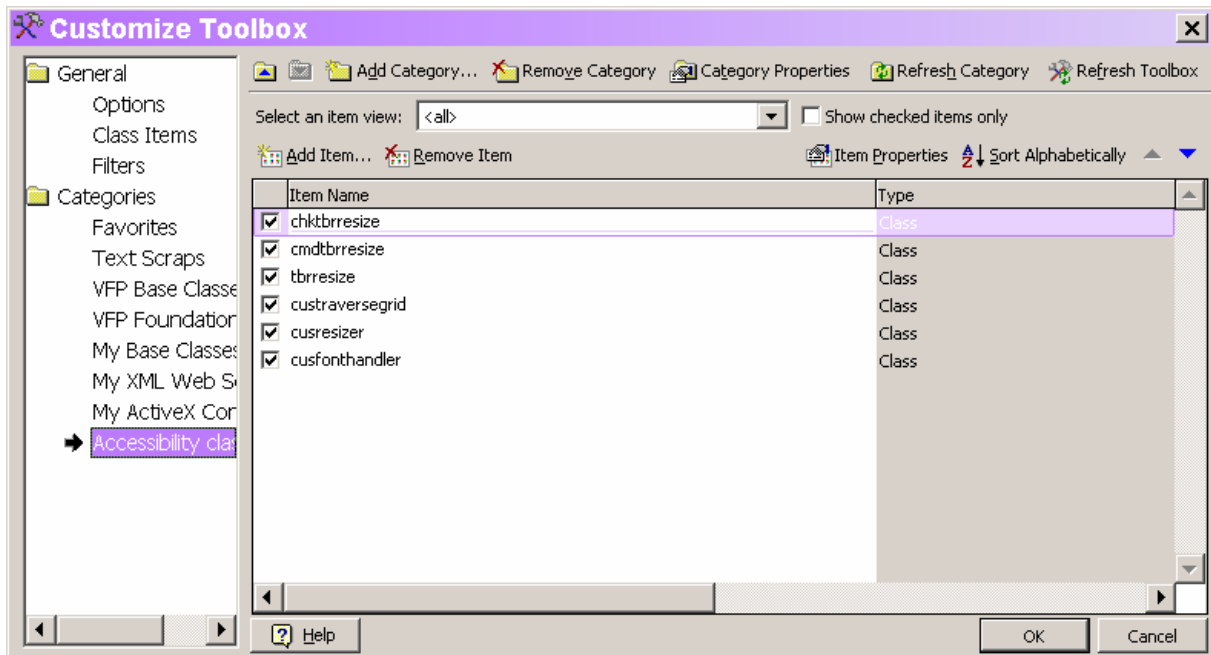 Customize Toolbox
General
Options
Class Items
Filters
Categories
Favorites
Text Scraps
VFP Base Classe
VFP Foundation
My Base Classes
My XML Web S
My ActiveX Con
Accessibility clas
Add Category... Remove Category Category Properties Refresh Category Refresh Toolbox
Select an item view: <all> Show checked items only
Add Item... Remove Item Item Properties Sort Alphabetically
Item Name Type
chktbrresize Class
cmdtbrresize Class
tbrresize Class
custraversegrid Class
cusresizer Class
cusfonthandler Class
Help OK Cancel